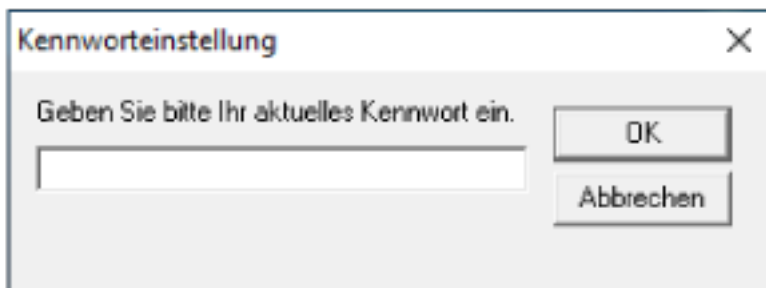 Kennworteinstellung
Geben Sie bitte Ihr aktuelles Kennwort ein.
OK
Abbrechen